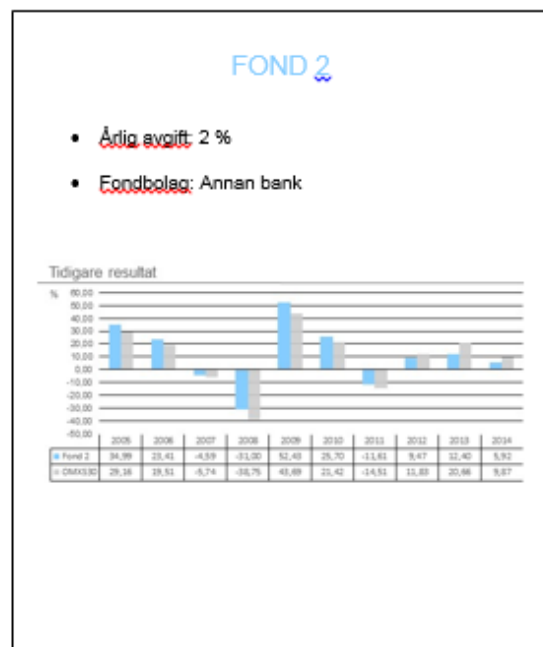 FOND 2
• Årlig avgift: 2 %
• Fondbolag: Annan bank
Tidigare resultat
%
60,00
50,00
40,00
30,00
20,00
10,00
0,00
-10,00
-20,00
-30,00
-40,00
-50,00
2005 2006 2007 2008 2009 2010 2011 2012 2013 2014
Fond 2 34,99 23,41 -4,59 -31,00 52,43 25,70 -11,61 9,47 12,40 5,92
OMXS30 29,16 19,51 -5,74 -38,75 43,69 21,42 -14,51 11,83 20,66 9,87